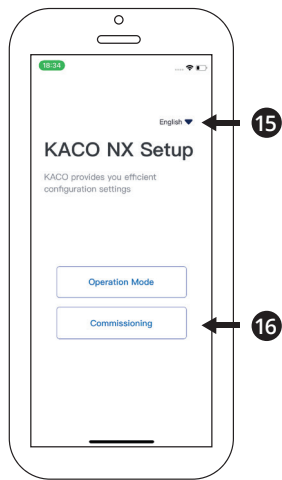 18:34
English
15
KACO NX Setup
KACO provides you efficient
configuration settings
Operation Mode
Commissioning
16